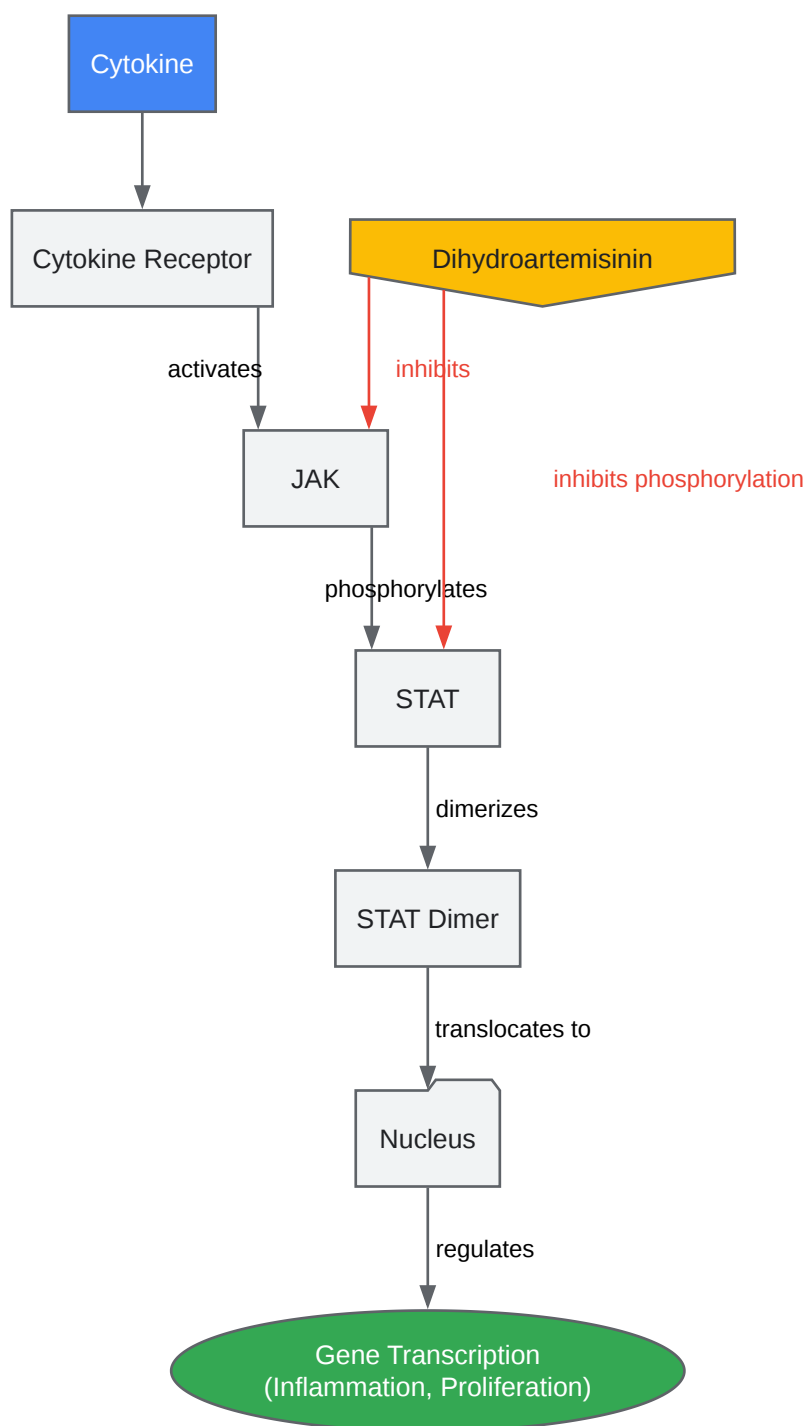 Cytokine
Cytokine Receptor
Dihydroartemisinin
activates
inhibits
JAK
inhibits phosphorylation
phosphorylates
STAT
dimerizes
STAT Dimer
translocates to
Nucleus
regulates
Gene Transcription
(Inflammation, Proliferation)